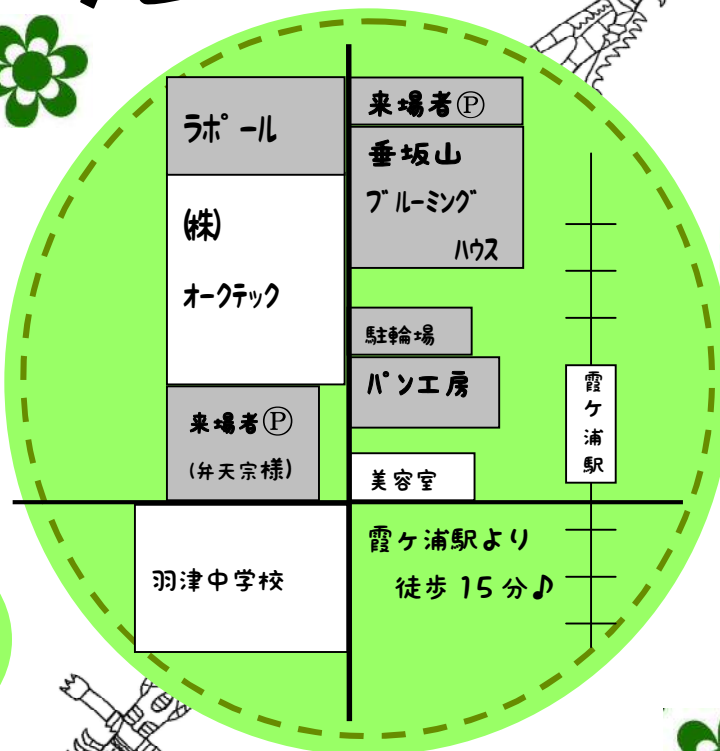 ラポール
(株)
オークテック
来場者Ⓟ
(弁天宗様)
羽津中学校
来場者Ⓟ
垂坂山
ブルーミング
ハウス
駐輪場
パン工房
美容室
霞ヶ浦駅より
徒歩15分♪
霞ヶ浦駅